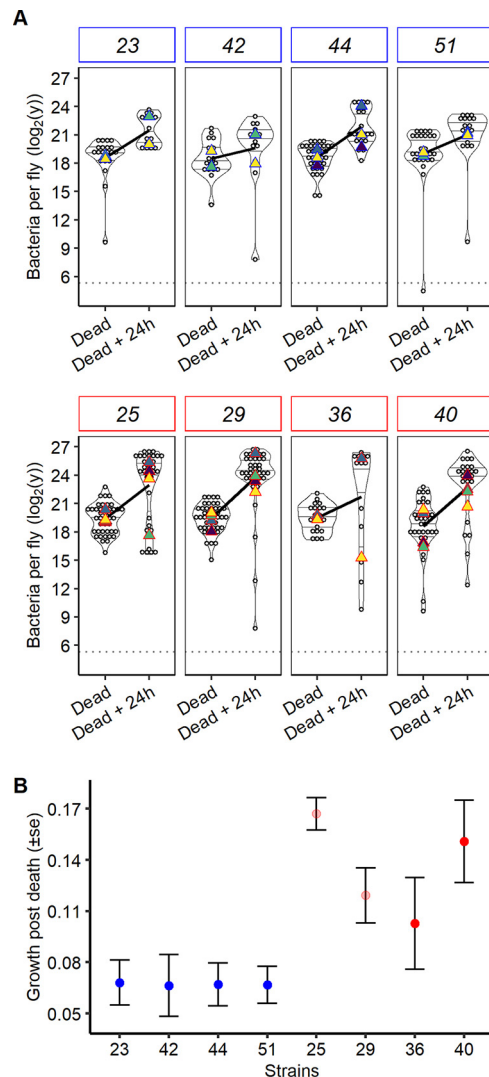 A
23 42 44 51
Bacteria per fly (log2(y))
27
24
21
18
15
12
9
6
Dead Dead Dead Dead
Dead + 24h Dead + 24h Dead + 24h Dead + 24h
25 29 36 40
Bacteria per fly (log2(y))
27
24
21
18
15
12
9
6
Dead Dead Dead Dead
Dead + 24h Dead + 24h Dead + 24h Dead + 24h
B
Growth post death (±se)
0.17
0.14
0.11
0.08
0.05
23 42 44 51 25 29 36 40
Strains